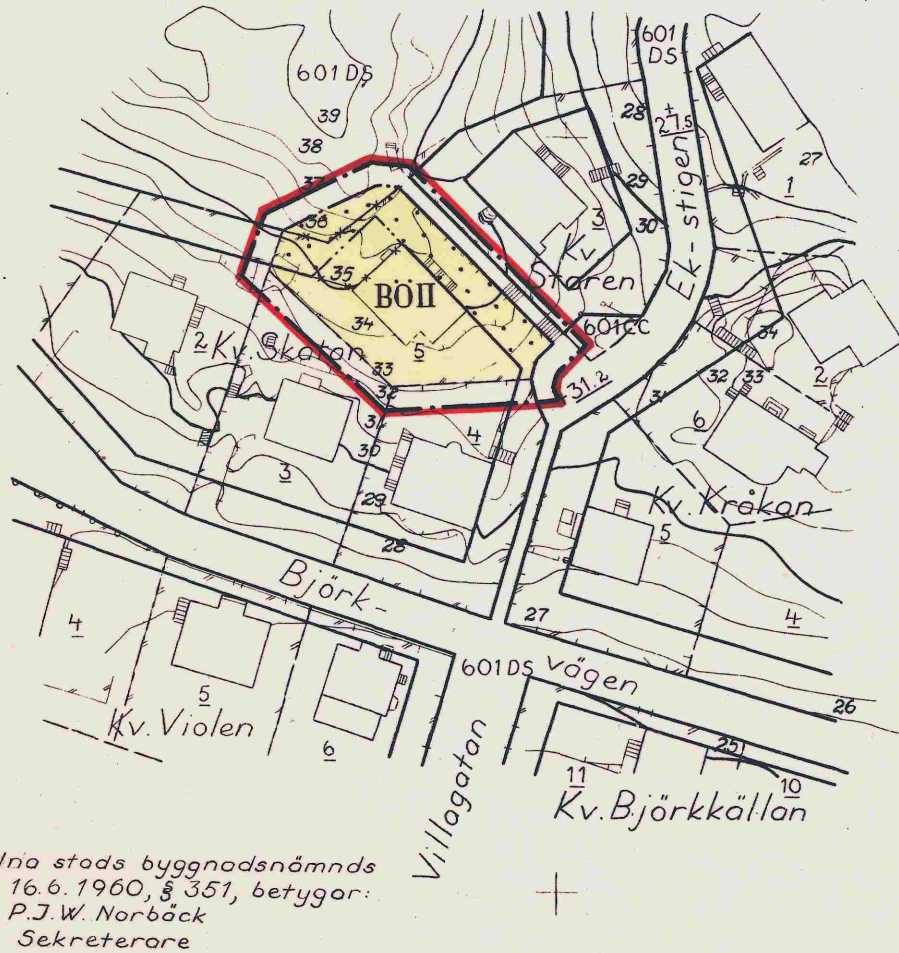 601
DS
601 DS
39
38
37
36
35
34
33
32
31
30
29
28
BÖII
5
28
+
27.5
29
30
27
1
3
Kv.
Staren
Ek-stigen
601CC
31.2
2 Kv. Skatan
3
4
34
33
32
31
2
6
Kv. Kråkan
5
4
Björk-
27
601 DS vägen
26
25
4
5
Kv. Violen
6
Villagatan
11
10
Kv. Björkkällan
lna stads byggnadsnämnds
16.6.1960, § 351, betygar:
P.J.W. Norbäck
Sekreterare